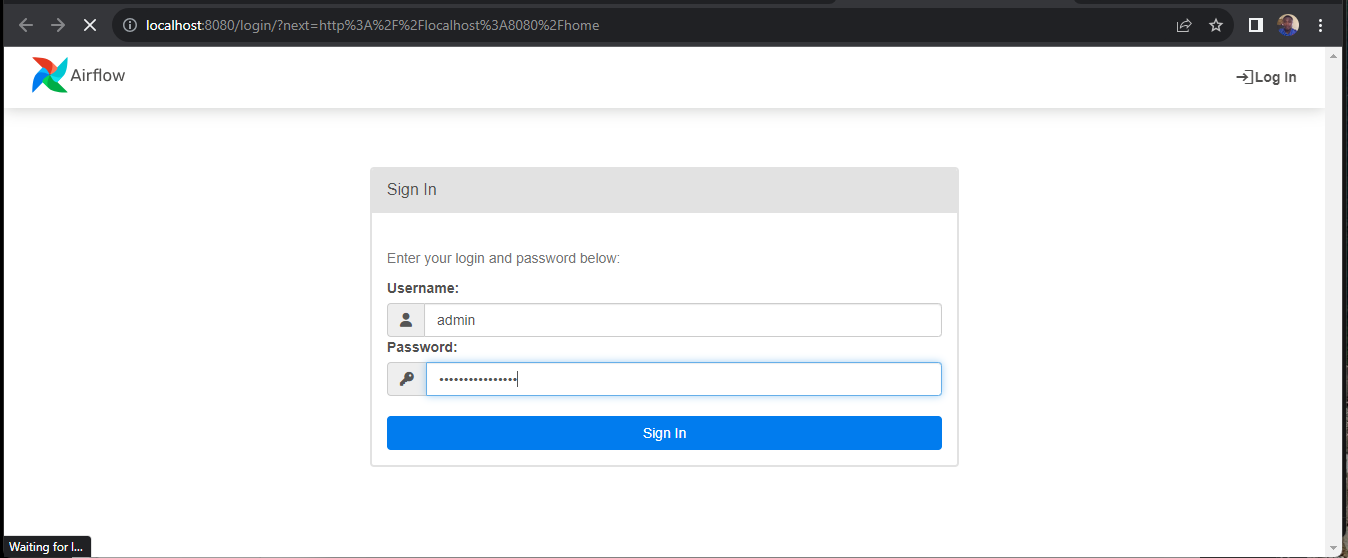 localhost:8080/login/?next=http%3A%2F%2Flocalhost%3A8080%2Fhome
Airflow
Log In
Sign In
Enter your login and password below:
Username:
admin
Password:
••••••••••••••••
Sign In
Waiting for l...